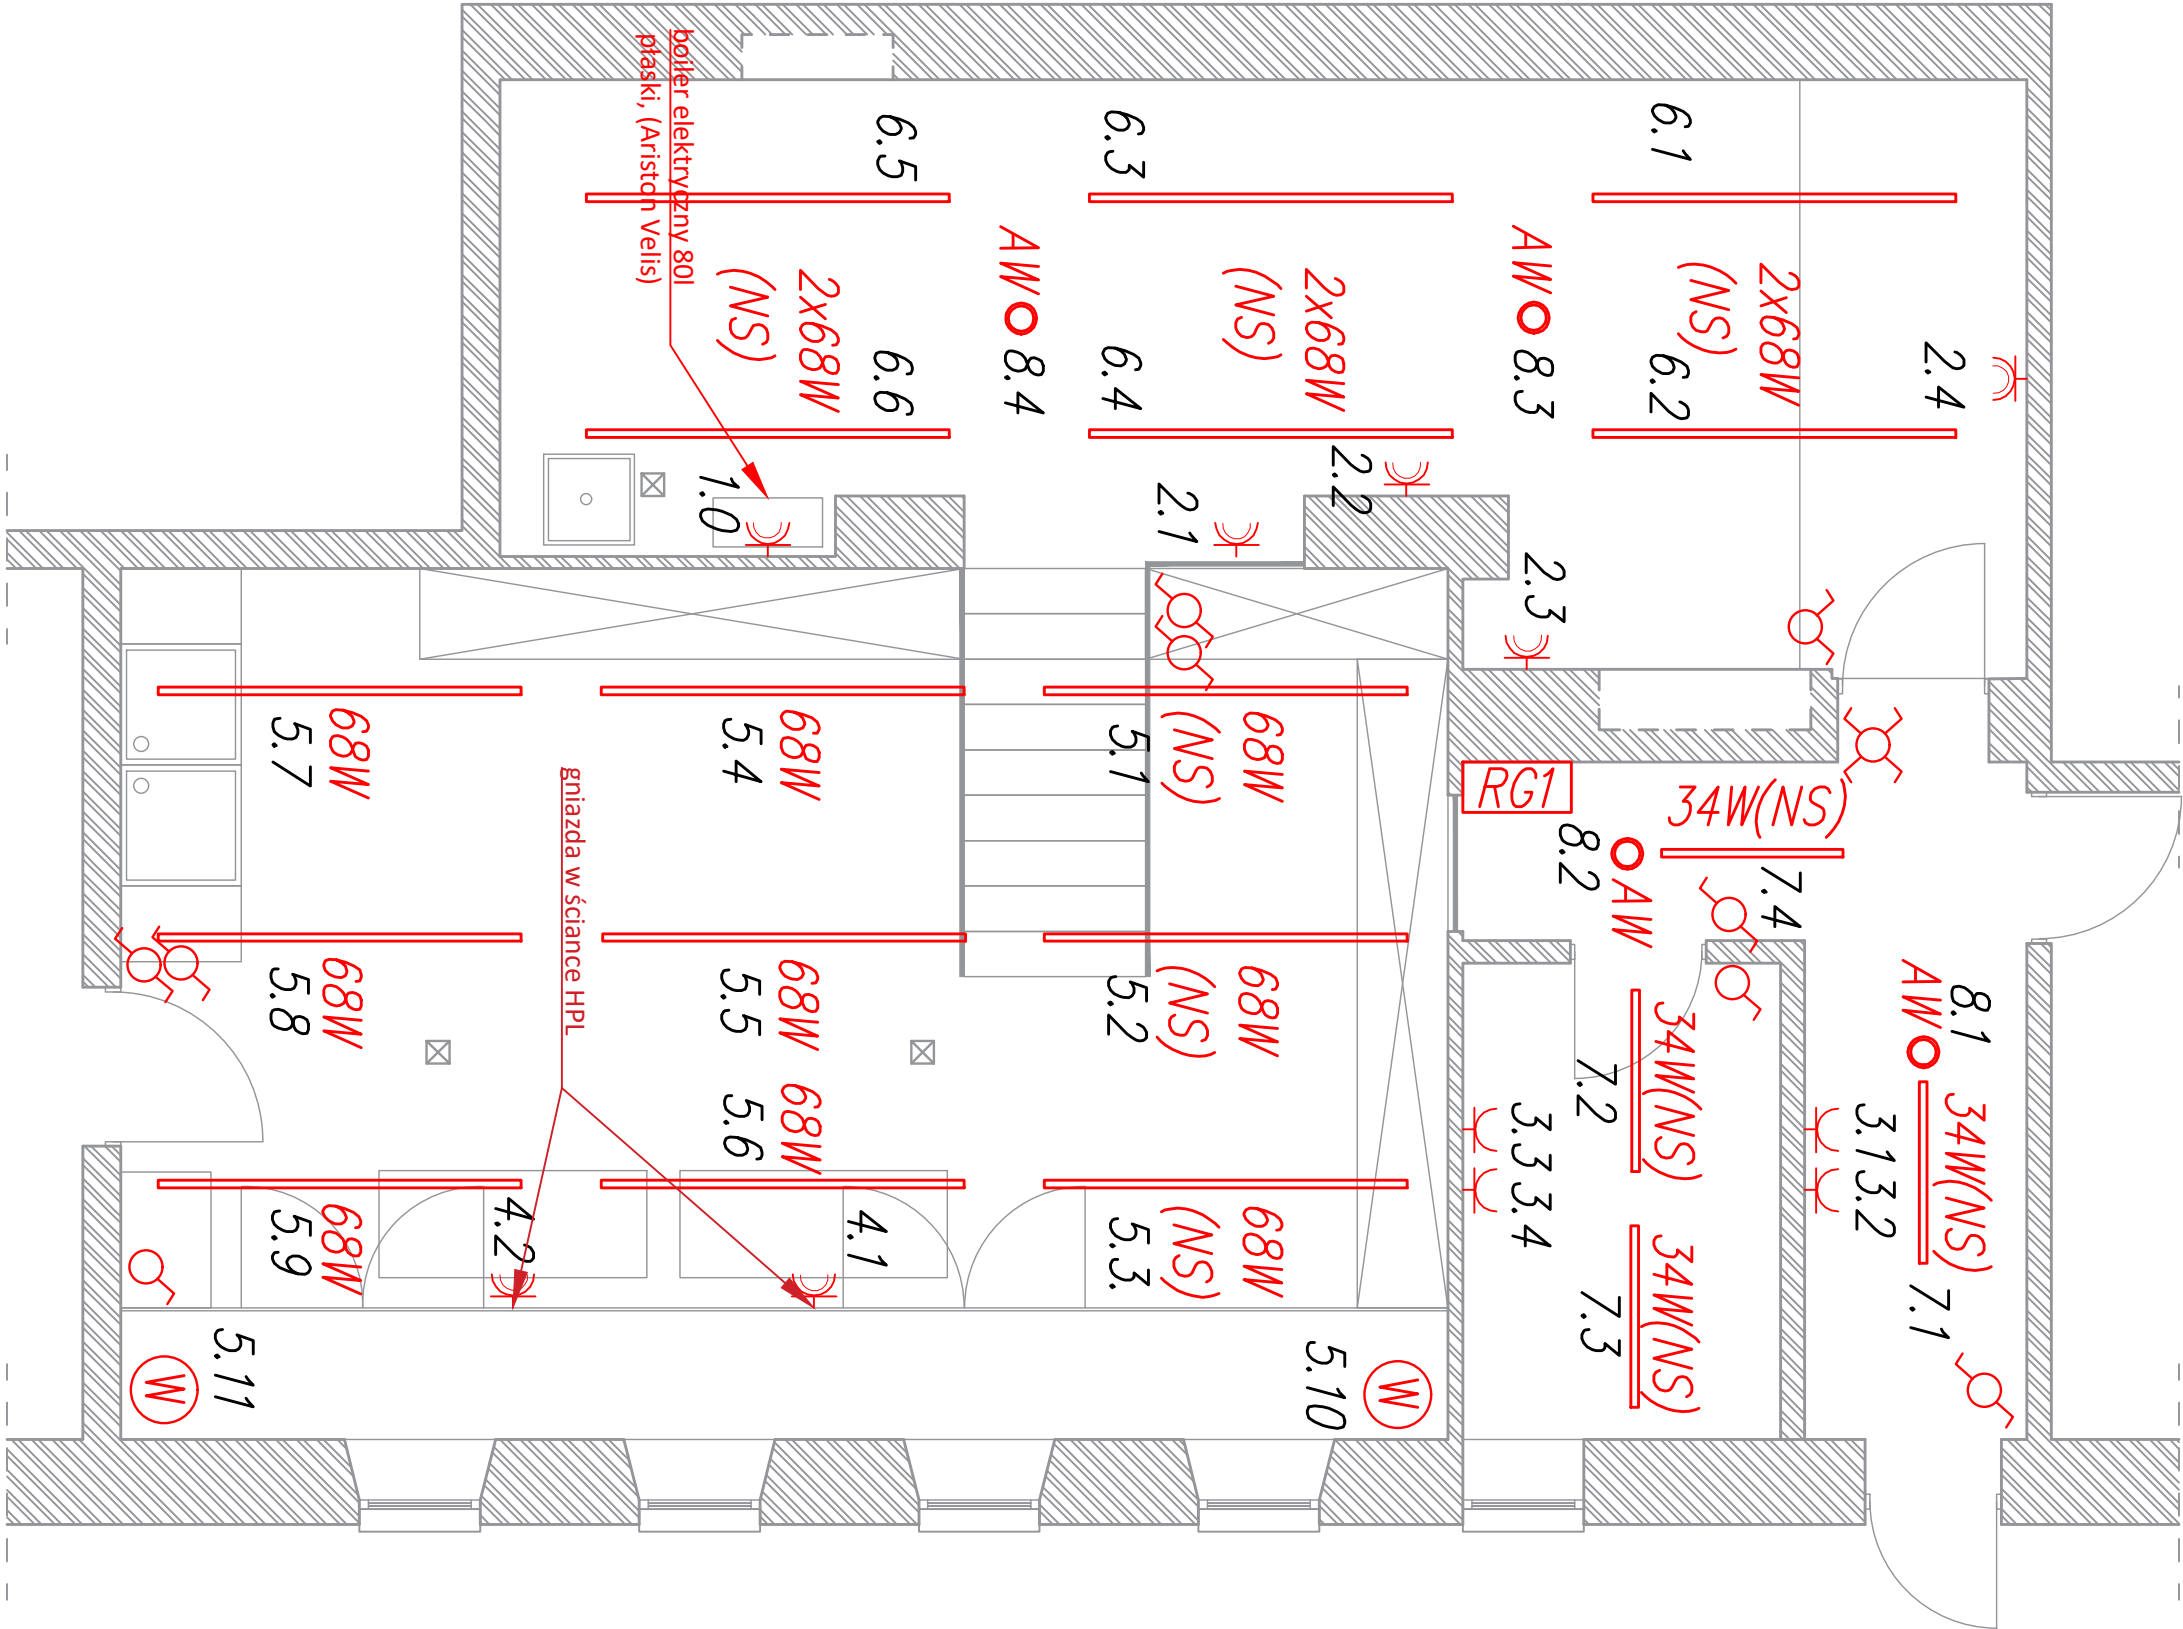 boiler elektryczny 80l
płaski, (Ariston Velis)
6.5
6.3
6.1
AW
AW
2x68W
(NS)
2x68W
(NS)
2x68W
(NS)
6.6
8.4
6.4
8.3
6.2
2.4
1.0
2.1
2.2
2.3
68W
5.7
68W
5.4
68W
(NS)
5.1
RG1
34W(NS)
8.2
AW
7.4
gniazda w ściance HPL
68W
5.8
68W
5.5
68W
(NS)
5.2
34W(NS)
7.2
8.1
AW
68W
5.6
3.3
3.4
3.1
3.2
34W(NS)
68W
5.9
4.2
4.1
68W
(NS)
5.3.
34W(NS)
7.3
7.1
5.11
W
5.10
W